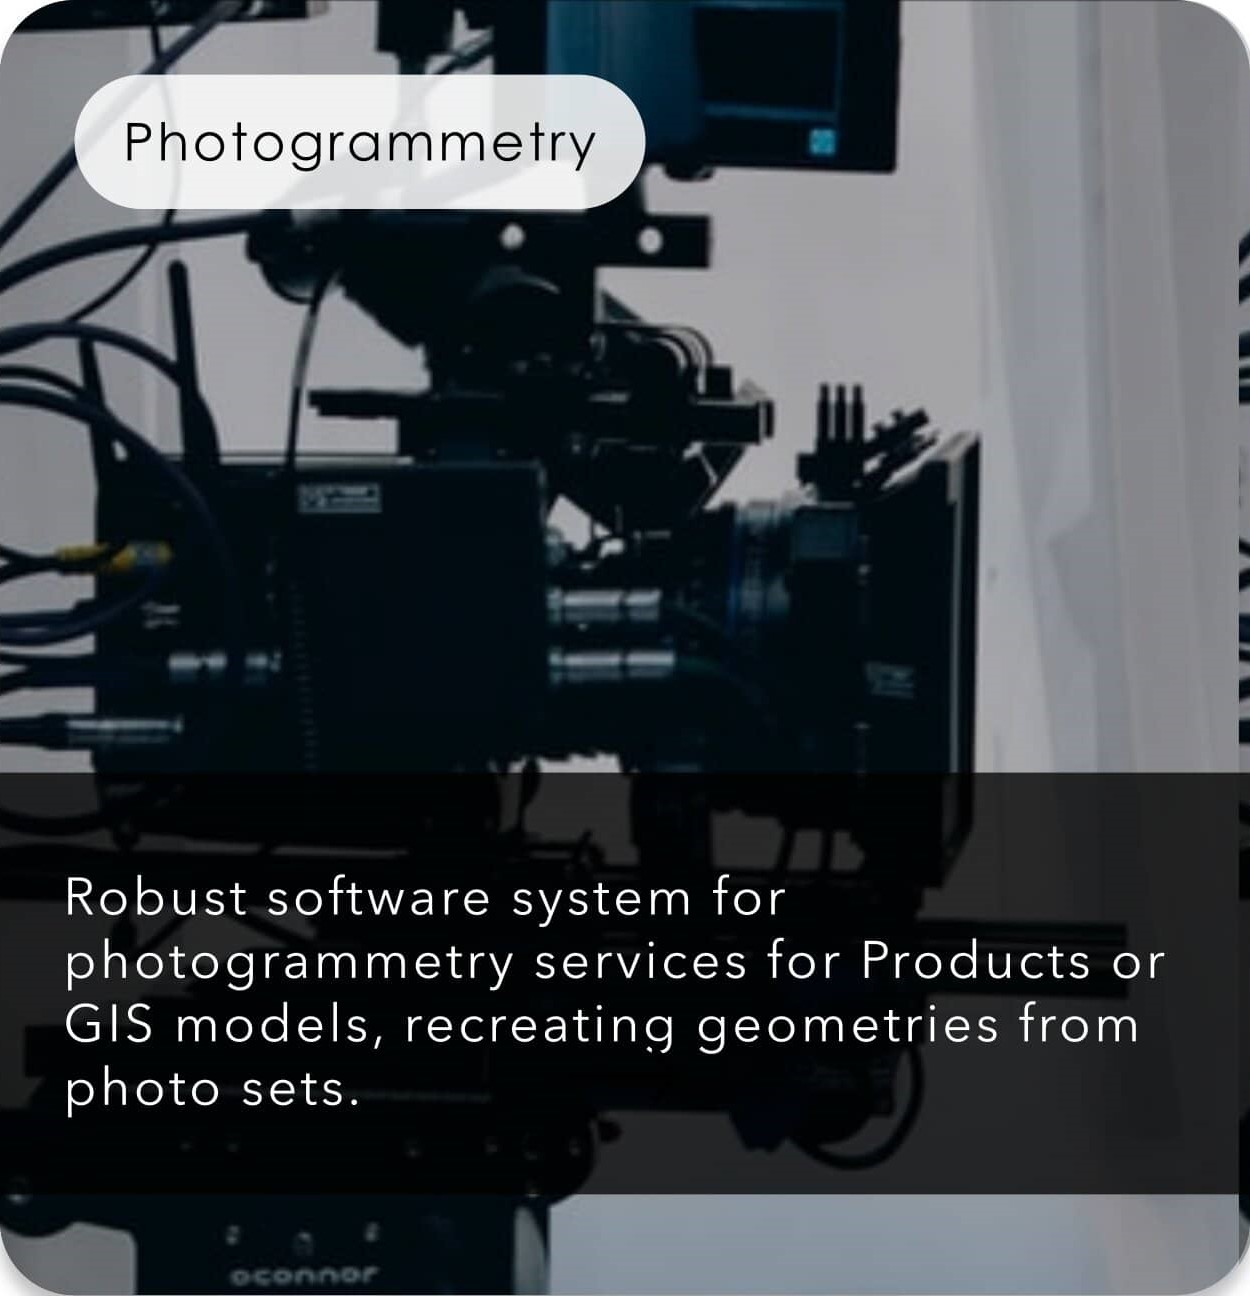 Photogrammetry
Robust software system for
photogrammetry services for Products or
GIS models, recreating geometries from
photo sets.
oconnor